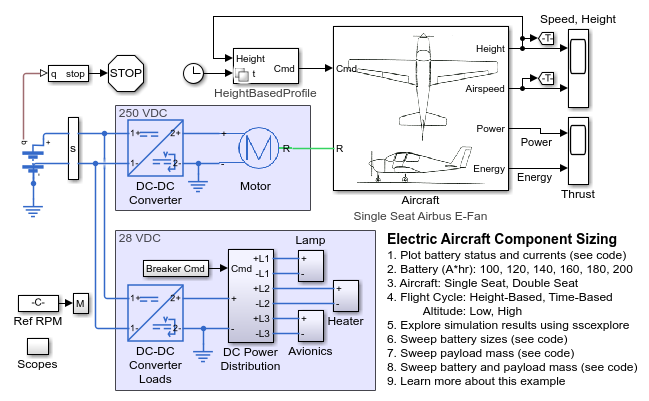 Speed, Height
Height
t
Cmd
HeightBasedProfile
Cmd
Height
-T-
Airspeed
-T-
Power
Power
Energy
Energy
Thrust
R
Aircraft
Single Seat Airbus E-Fan
q stop
STOP
q
+
-
s
250 VDC
1+
2+
1-
2-
DC-DC
Converter
+
-
M
R
Motor
28 VDC
Breaker Cmd
Cmd
+
-
+L1
-L1
+L2
-L2
+L3
-L3
DC Power
Distribution
Lamp
+
-
+
-
Heater
+
-
Avionics
1+
2+
1-
2-
DC-DC
Converter
Loads
-C-
M
Ref RPM
Scopes
Electric Aircraft Component Sizing
1. Plot battery status and currents (see code)
2. Battery (A*hr): 100, 120, 140, 160, 180, 200
3. Aircraft: Single Seat, Double Seat
4. Flight Cycle: Height-Based, Time-Based
Altitude: Low, High
5. Explore simulation results using sscexplore
6. Sweep battery sizes (see code)
7. Sweep payload mass (see code)
8. Sweep battery and payload mass (see code)
9. Learn more about this example